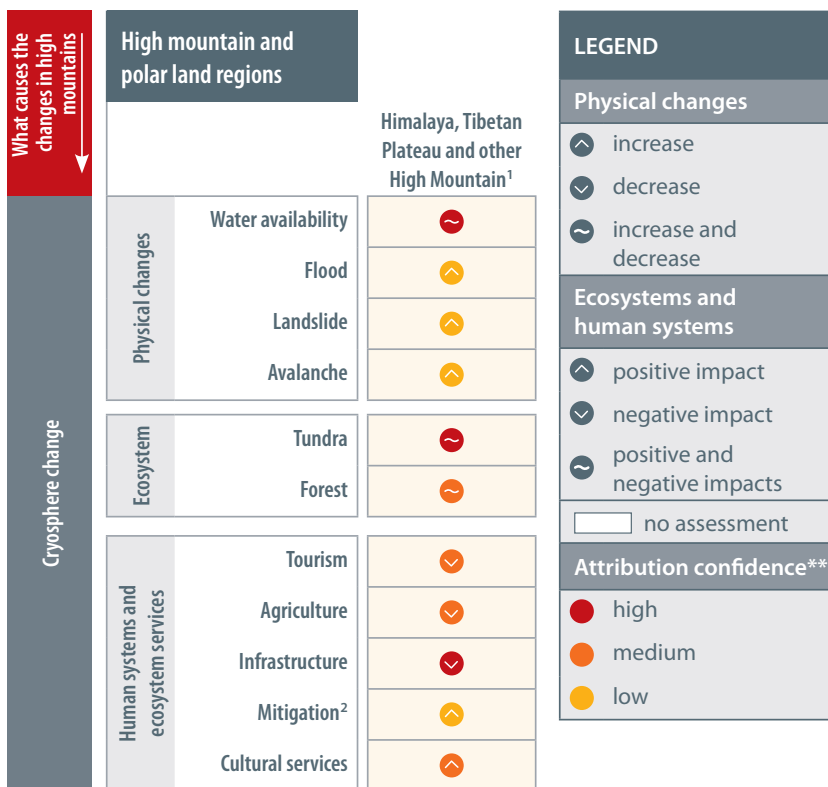 What causes the
changes in high
mountains
High mountain and
polar land regions
Himalaya, Tibetan
Plateau and other
High Mountain¹
Cryosphere change
Physical changes
Water availability
Flood
Landslide
Avalanche
Ecosystem
Tundra
Forest
Human systems and
ecosystem services
Tourism
Agriculture
Infrastructure
Mitigation²
Cultural services
LEGEND
Physical changes
increase
decrease
increase and
decrease
Ecosystems and
human systems
positive impact
negative impact
positive and
negative impacts
no assessment
Attribution confidence**
high
medium
low